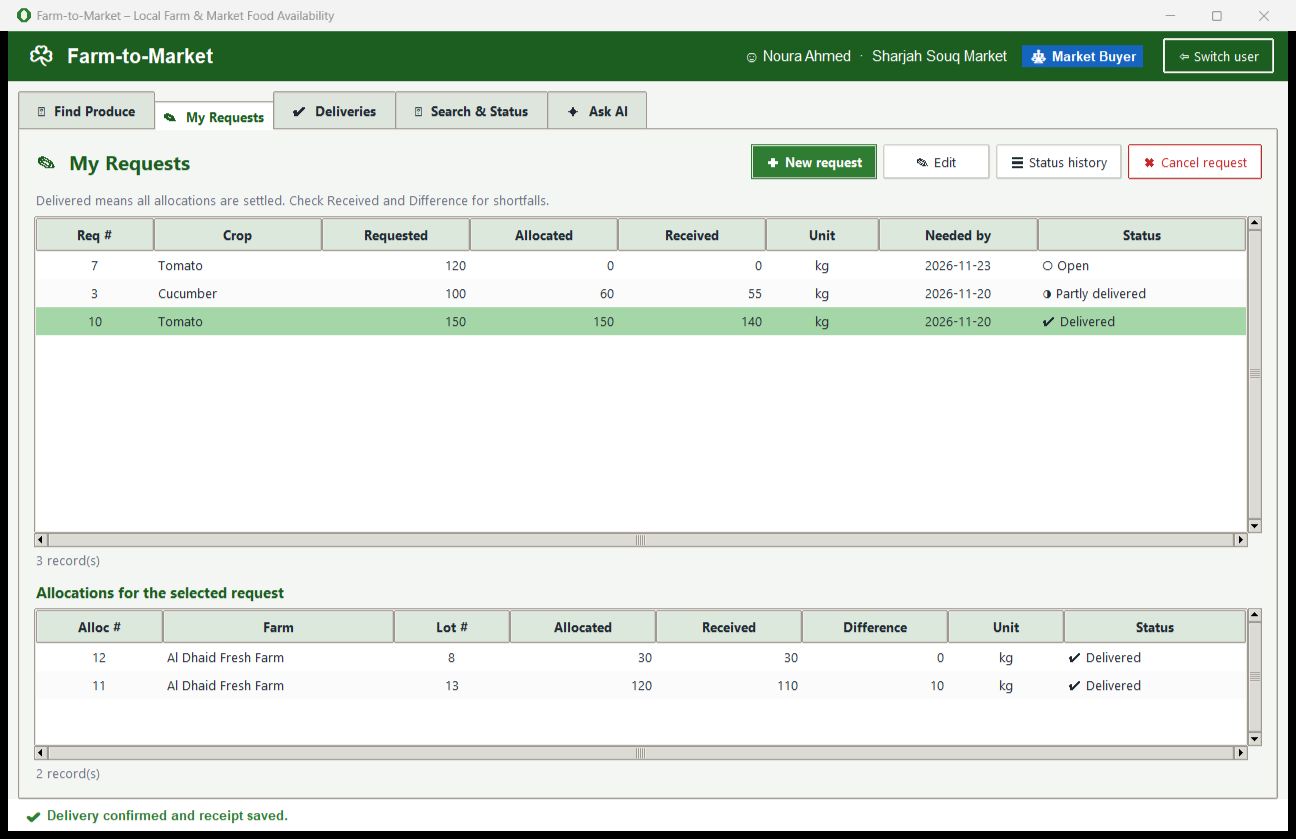 Farm-to-Market – Local Farm & Market Food Availability
Farm-to-Market
Noura Ahmed · Sharjah Souq Market
Market Buyer
⇦ Switch user
Find Produce
My Requests
Deliveries
Search & Status
Ask AI
My Requests
New request
Edit
Status history
Cancel request
Delivered means all allocations are settled. Check Received and Difference for shortfalls.
Req # Crop Requested Allocated Received Unit Needed by Status
7 Tomato 120 0 0 kg 2026-11-23 Open
3 Cucumber 100 60 55 kg 2026-11-20 Partly delivered
10 Tomato 150 150 140 kg 2026-11-20 Delivered
3 record(s)
Allocations for the selected request
Alloc # Farm Lot # Allocated Received Difference Unit Status
12 Al Dhaid Fresh Farm 8 30 30 0 kg Delivered
11 Al Dhaid Fresh Farm 13 120 110 10 kg Delivered
2 record(s)
Delivery confirmed and receipt saved.